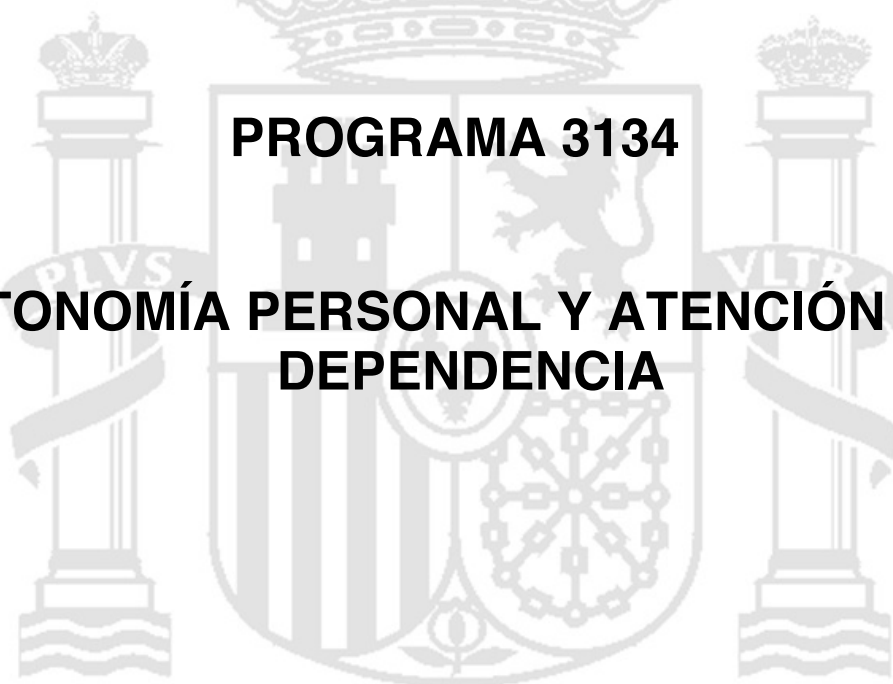 PROGRAMA 3134
TONOMÍA PERSONAL Y ATENCIÓN
DEPENDENCIA
PLVS
VLTR